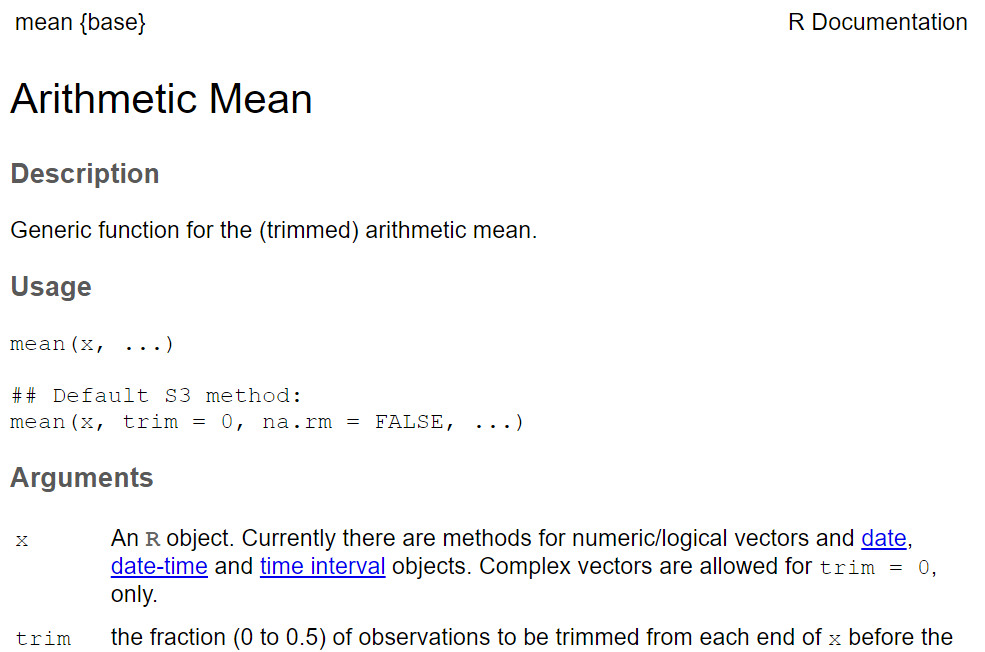 mean {base} R Documentation
Arithmetic Mean
Description
Generic function for the (trimmed) arithmetic mean.
Usage
mean(x, ...)
## Default S3 method:
mean(x, trim = 0, na.rm = FALSE, ...)
Arguments
x An R object. Currently there are methods for numeric/logical vectors and date,
date-time and time interval objects. Complex vectors are allowed for trim = 0,
only.
trim the fraction (0 to 0.5) of observations to be trimmed from each end of x before the